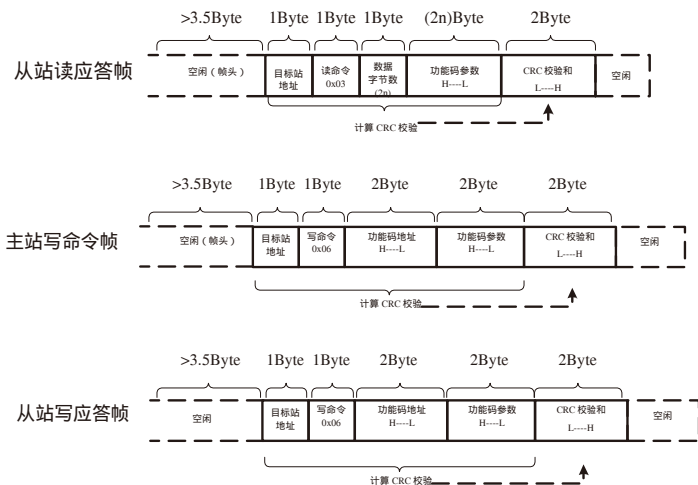 >3.5Byte 1Byte 1Byte 1Byte (2n)Byte 2Byte
从站读应答帧
空闲（帧头）
目标站
地址
读命令
0x03
数据
字节数
(2n)
功能码参数
H----L
CRC 校验和
L----H
空闲
计算 CRC 校验
>3.5Byte 1Byte 1Byte 2Byte 2Byte 2Byte
主站写命令帧
空闲（帧头）
目标站
地址
写命令
0x06
功能码地址
H----L
功能码参数
H----L
CRC 校验和
L----H
空闲
计算 CRC 校验
>3.5Byte 1Byte 1Byte 2Byte 2Byte 2Byte
从站写应答帧
空闲
目标站
地址
写命令
0x06
功能码地址
H----L
功能码参数
H----L
CRC 校验和
L----H
空闲
计算 CRC 校验